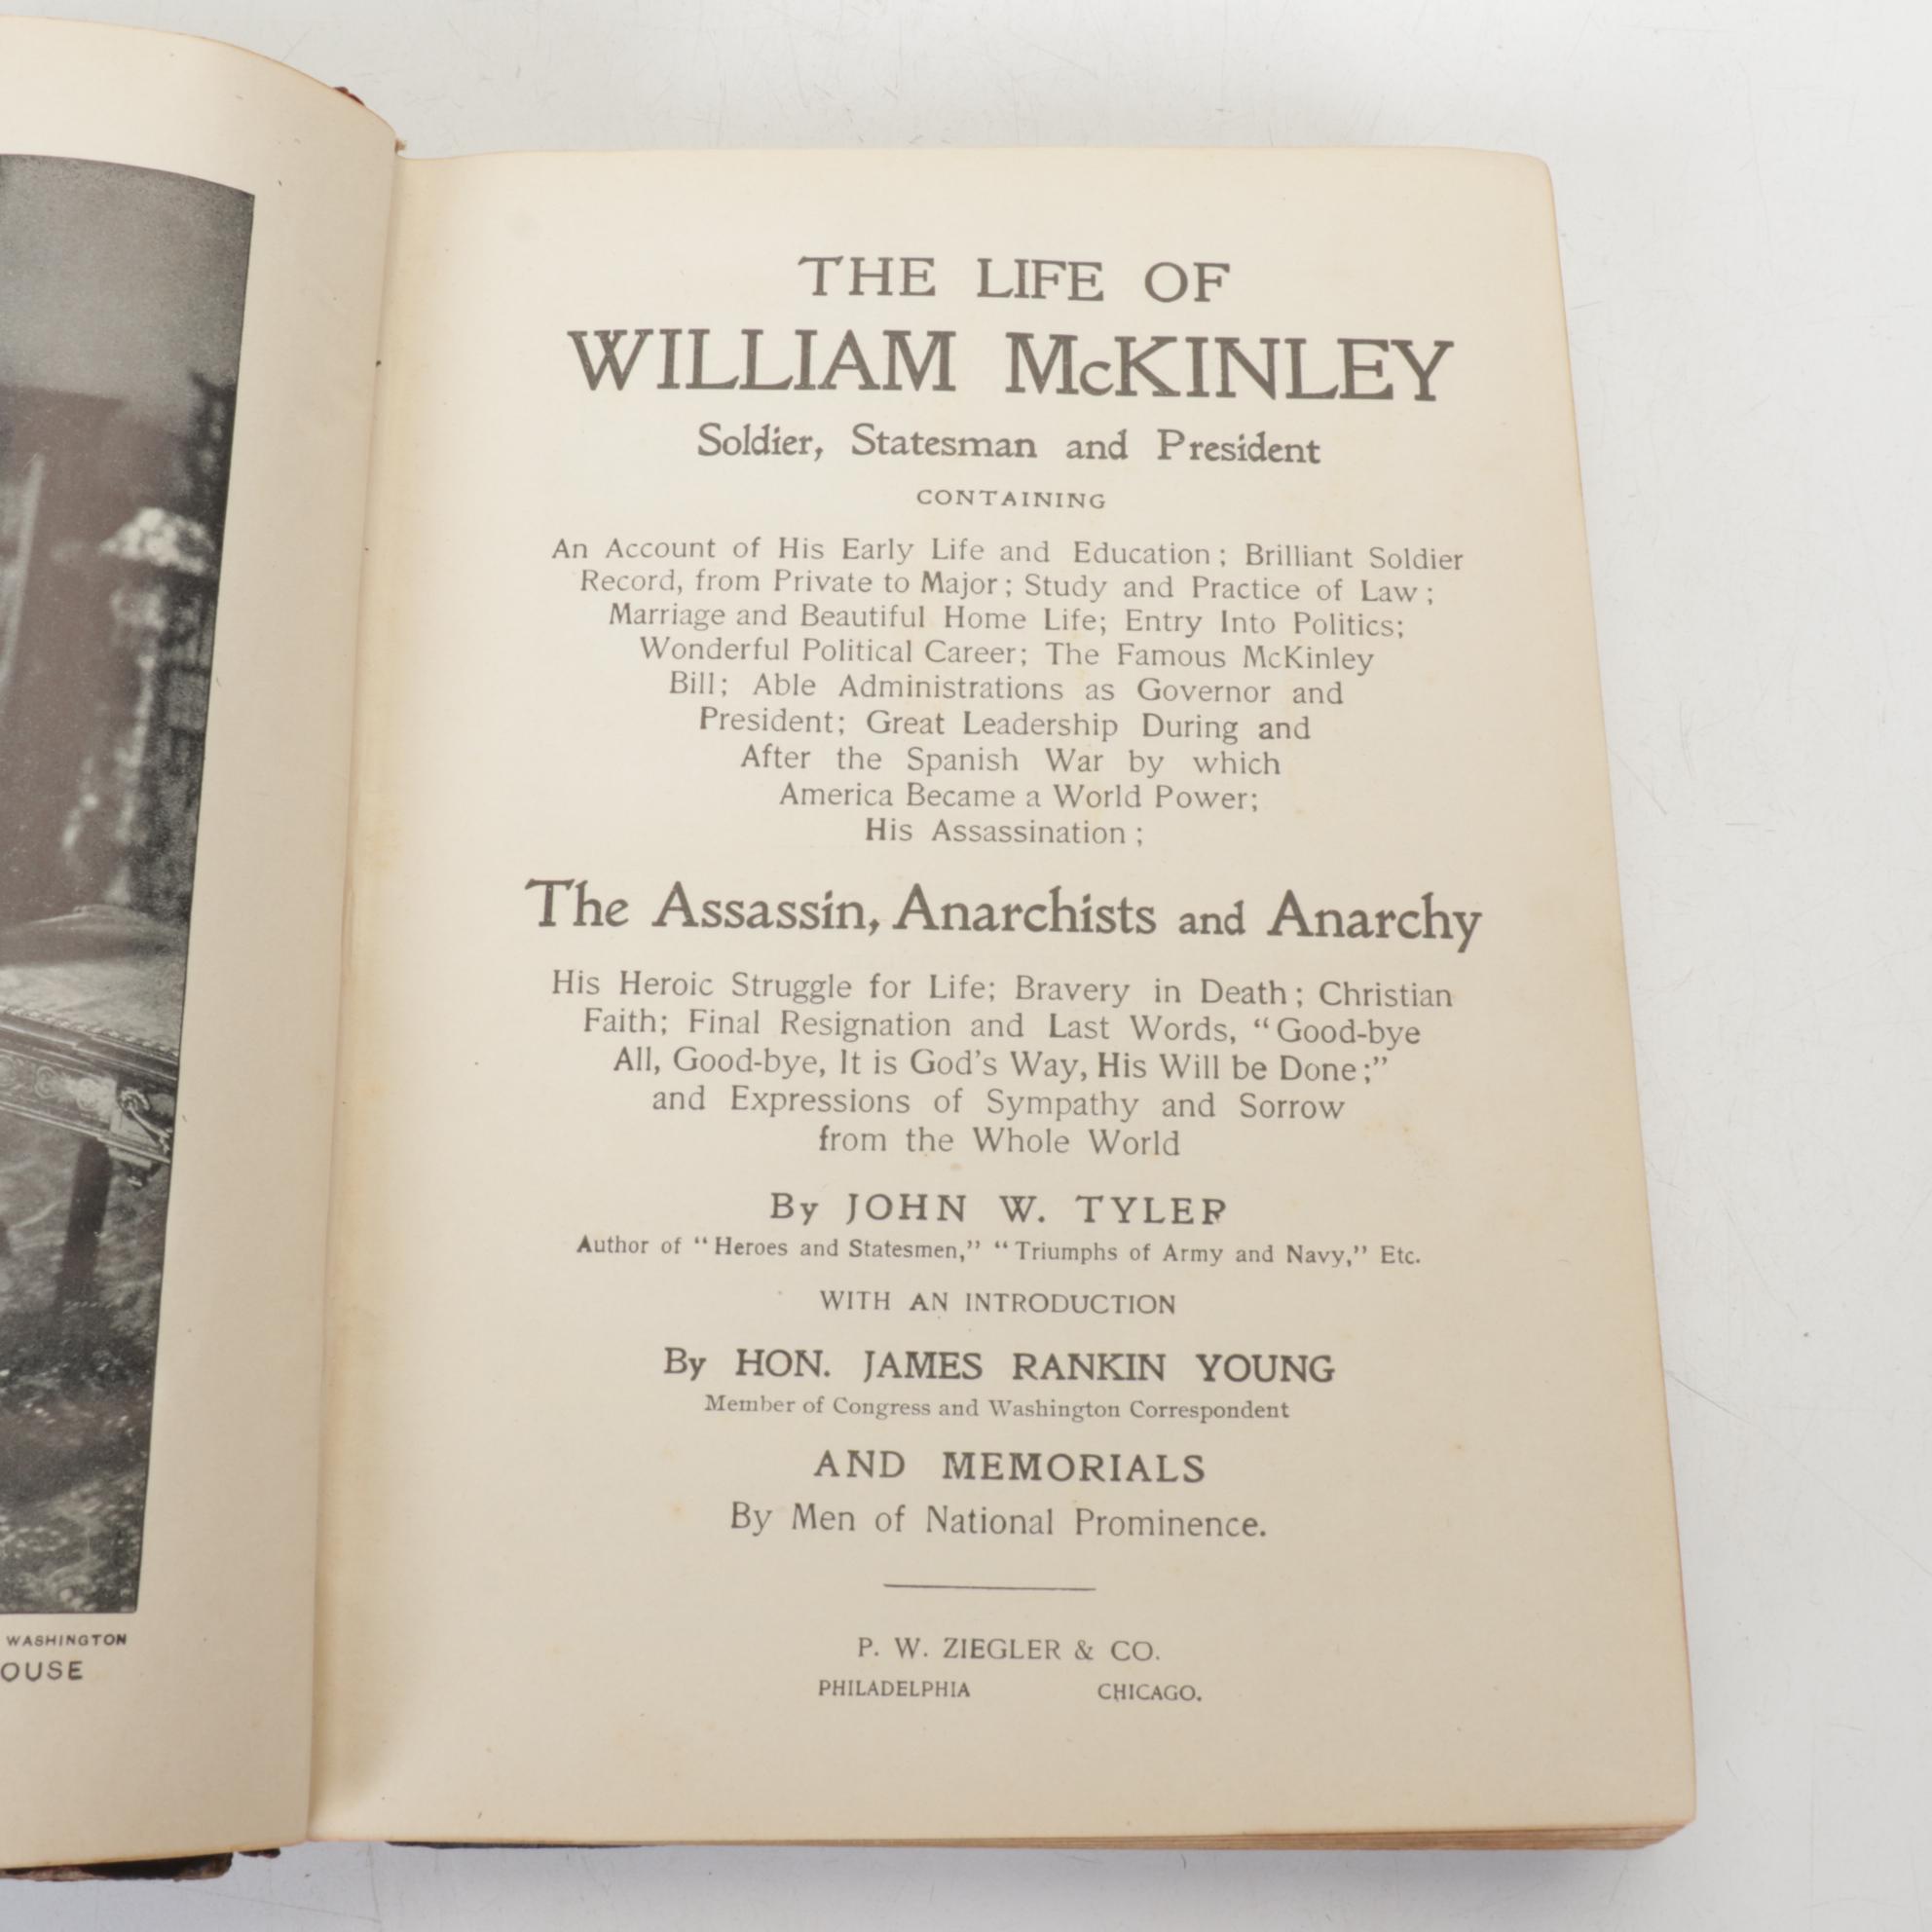 WASHINGTON
OUSE
THE LIFE OF
WILLIAM McKINLEY
Soldier, Statesman and President
CONTAINING
An Account of His Early Life and Education; Brilliant Soldier
Record, from Private to Major; Study and Practice of Law;
Marriage and Beautiful Home Life; Entry Into Politics;
Wonderful Political Career; The Famous McKinley
Bill; Able Administrations as Governor and
President; Great Leadership During and
After the Spanish War by which
America Became a World Power;
His Assassination;
The Assassin, Anarchists and Anarchy
His Heroic Struggle for Life; Bravery in Death; Christian
Faith; Final Resignation and Last Words, “Good-bye
All, Good-bye, It is God’s Way, His Will be Done;”
and Expressions of Sympathy and Sorrow
from the Whole World
By JOHN W. TYLER
Author of “Heroes and Statesmen,” “Triumphs of Army and Navy,” Etc.
WITH AN INTRODUCTION
By HON. JAMES RANKIN YOUNG
Member of Congress and Washington Correspondent
AND MEMORIALS
By Men of National Prominence.
P. W. ZIEGLER & CO.
PHILADELPHIA CHICAGO.